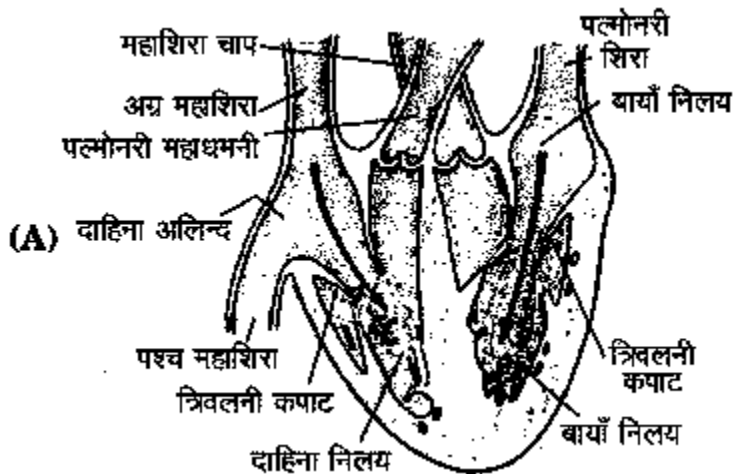 महाशिरा चाप
अग्र महाशिरा
पल्मोनरी महाधमनी
(A) दाहिना अलिन्द
पश्च महाशिरा
त्रिवलनी कपाट
दाहिना निलय
पल्मोनरी
शिरा
बायाँ निलय
त्रिवलनी
कपाट
बायाँ निलय